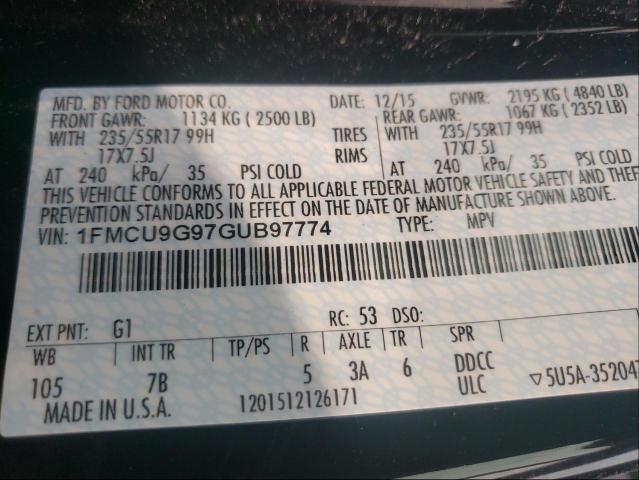 MFD. BY FORD MOTOR CO. DATE: 12/15 GVWR: 2195 KG ( 4840 LB)
FRONT GAWR: 1134 KG ( 2500 LB) REAR GAWR: 1067 KG ( 2352 LB)
WITH 235/55R17 99H TIRES WITH 235/55R17 99H
17X7.5J RIMS 17X7.5J
AT 240 kPa/ 35 PSI COLD AT 240 kPa/ 35 PSI COLD
THIS VEHICLE CONFORMS TO ALL APPLICABLE FEDERAL MOTOR VEHICLE SAFETY AND THEFT
PREVENTION STANDARDS IN EFFECT ON THE DATE OF MANUFACTURE SHOWN ABOVE.
VIN: 1FMCU9G97GUB97774 TYPE: MPV
EXT PNT: G1 RC: 53 DSO:
WB INT TR TP/PS R AXLE TR SPR
105 7B 5 3A 6 DDCC
ULC ▽5U5A-35204
MADE IN U.S.A. 1201512126171